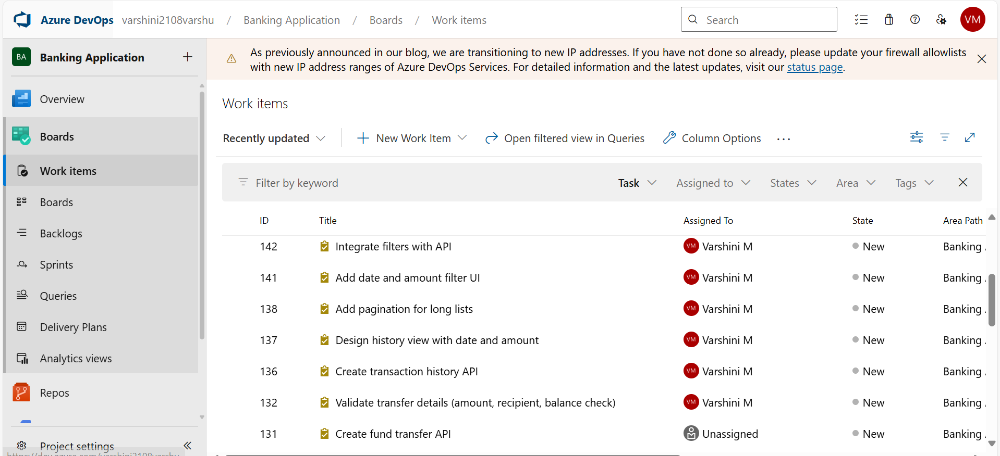 Azure DevOps varshini2108varshu / Banking Application / Boards / Work items Search VM
BA Banking Application
As previously announced in our blog, we are transitioning to new IP addresses. If you have not done so already, please update your firewall allowlists
with new IP address ranges of Azure DevOps Services. For detailed information and the latest updates, visit our status page.
Overview
Boards
Work items
Boards
Backlogs
Sprints
Queries
Delivery Plans
Analytics views
Repos
Project settings
https://dev.azure.com/varshini2108varshu
Work items
Recently updated New Work Item Open filtered view in Queries Column Options ...
Filter by keyword Task Assigned to States Area Tags
ID Title Assigned To State Area Path
142 Integrate filters with API VM Varshini M New Banking
141 Add date and amount filter UI VM Varshini M New Banking
138 Add pagination for long lists VM Varshini M New Banking
137 Design history view with date and amount VM Varshini M New Banking
136 Create transaction history API VM Varshini M New Banking
132 Validate transfer details (amount, recipient, balance check) VM Varshini M New Banking
131 Create fund transfer API Unassigned New Banking